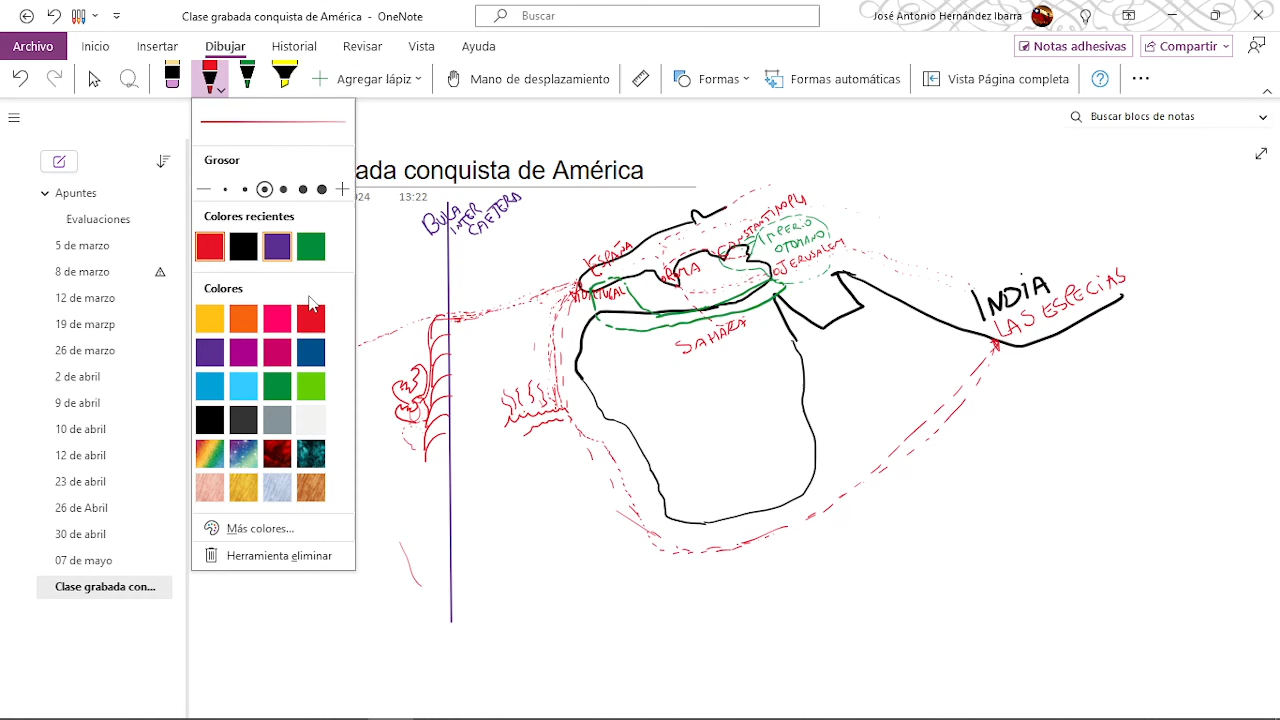 Clase grabada conquista de América - OneNote
Buscar
José Antonio Hernández Ibarra
Archivo
Inicio
Insertar
Dibujar
Historial
Revisar
Vista
Ayuda
Notas adhesivas
Compartir
Agregar lápiz
Mano de desplazamiento
Formas
Formas automáticas
Vista Página completa
Buscar blocs de notas
Apuntes
Evaluaciones
5 de marzo
8 de marzo
12 de marzo
19 de marzp
26 de marzo
2 de abril
9 de abril
10 de abril
12 de abril
23 de abril
26 de Abril
30 de abril
07 de mayo
Clase grabada con...
Grosor
Colores recientes
Colores
Más colores...
Herramienta eliminar
ada conquista de América
024 13:22
BULA
INTER
CAETERA
ESPAÑA
PORTUGAL
ROMA
CONSTANTINOPLA
IMPERIO
OTOMANO
JERUSALEM
SAHARA
INDIA
LAS ESPECIAS